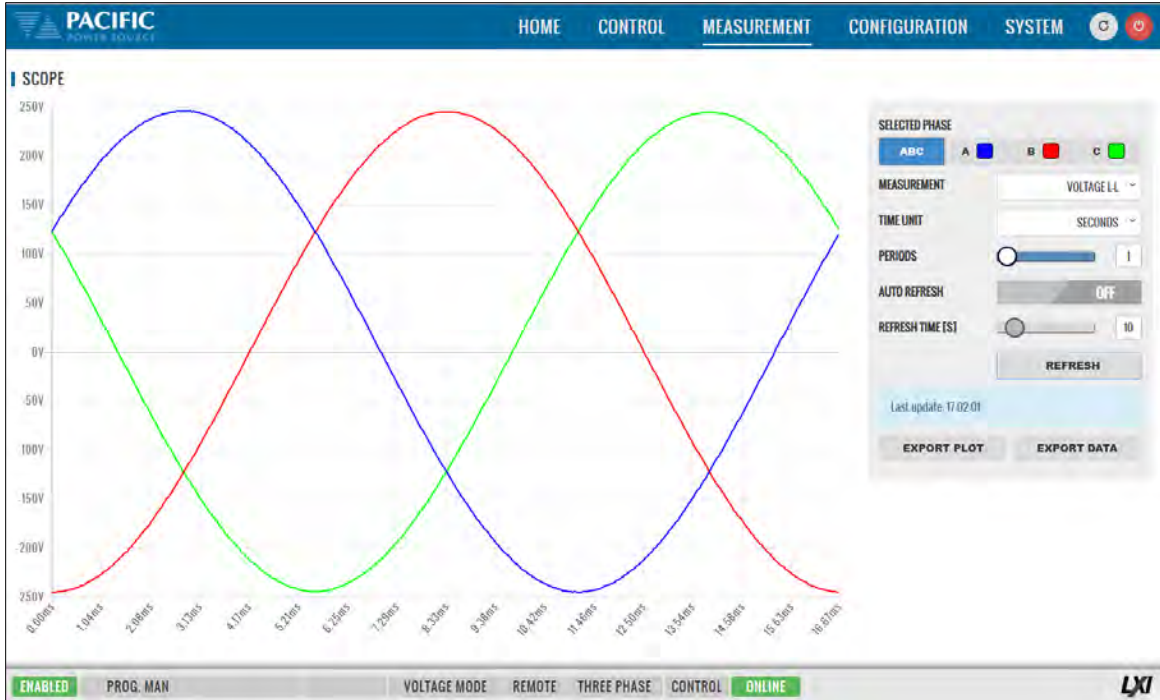 PACIFIC
POWER SOURCE
HOME CONTROL MEASUREMENT CONFIGURATION SYSTEM
SCOPE
250V
200V
150V
100V
50V
0V
-50V
100V
150V
-200V
250V
0.00ms 1.04ms 2.08ms 3.13ms 4.17ms 5.21ms 6.25ms 7.29ms 8.33ms 9.38ms 10.42ms 11.46ms 12.50ms 13.54ms 14.58ms 15.63ms 16.67ms
SELECTED PHASE
ABC A B C
MEASUREMENT VOLTAGE L-L
TIME UNIT SECONDS
PERIODS 1
AUTO REFRESH OFF
REFRESH TIME [S] 10
REFRESH
Last update: 17:02:01
EXPORT PLOT EXPORT DATA
ENABLED PROG. MAN VOLTAGE MODE REMOTE THREE PHASE CONTROL ONLINE LXI